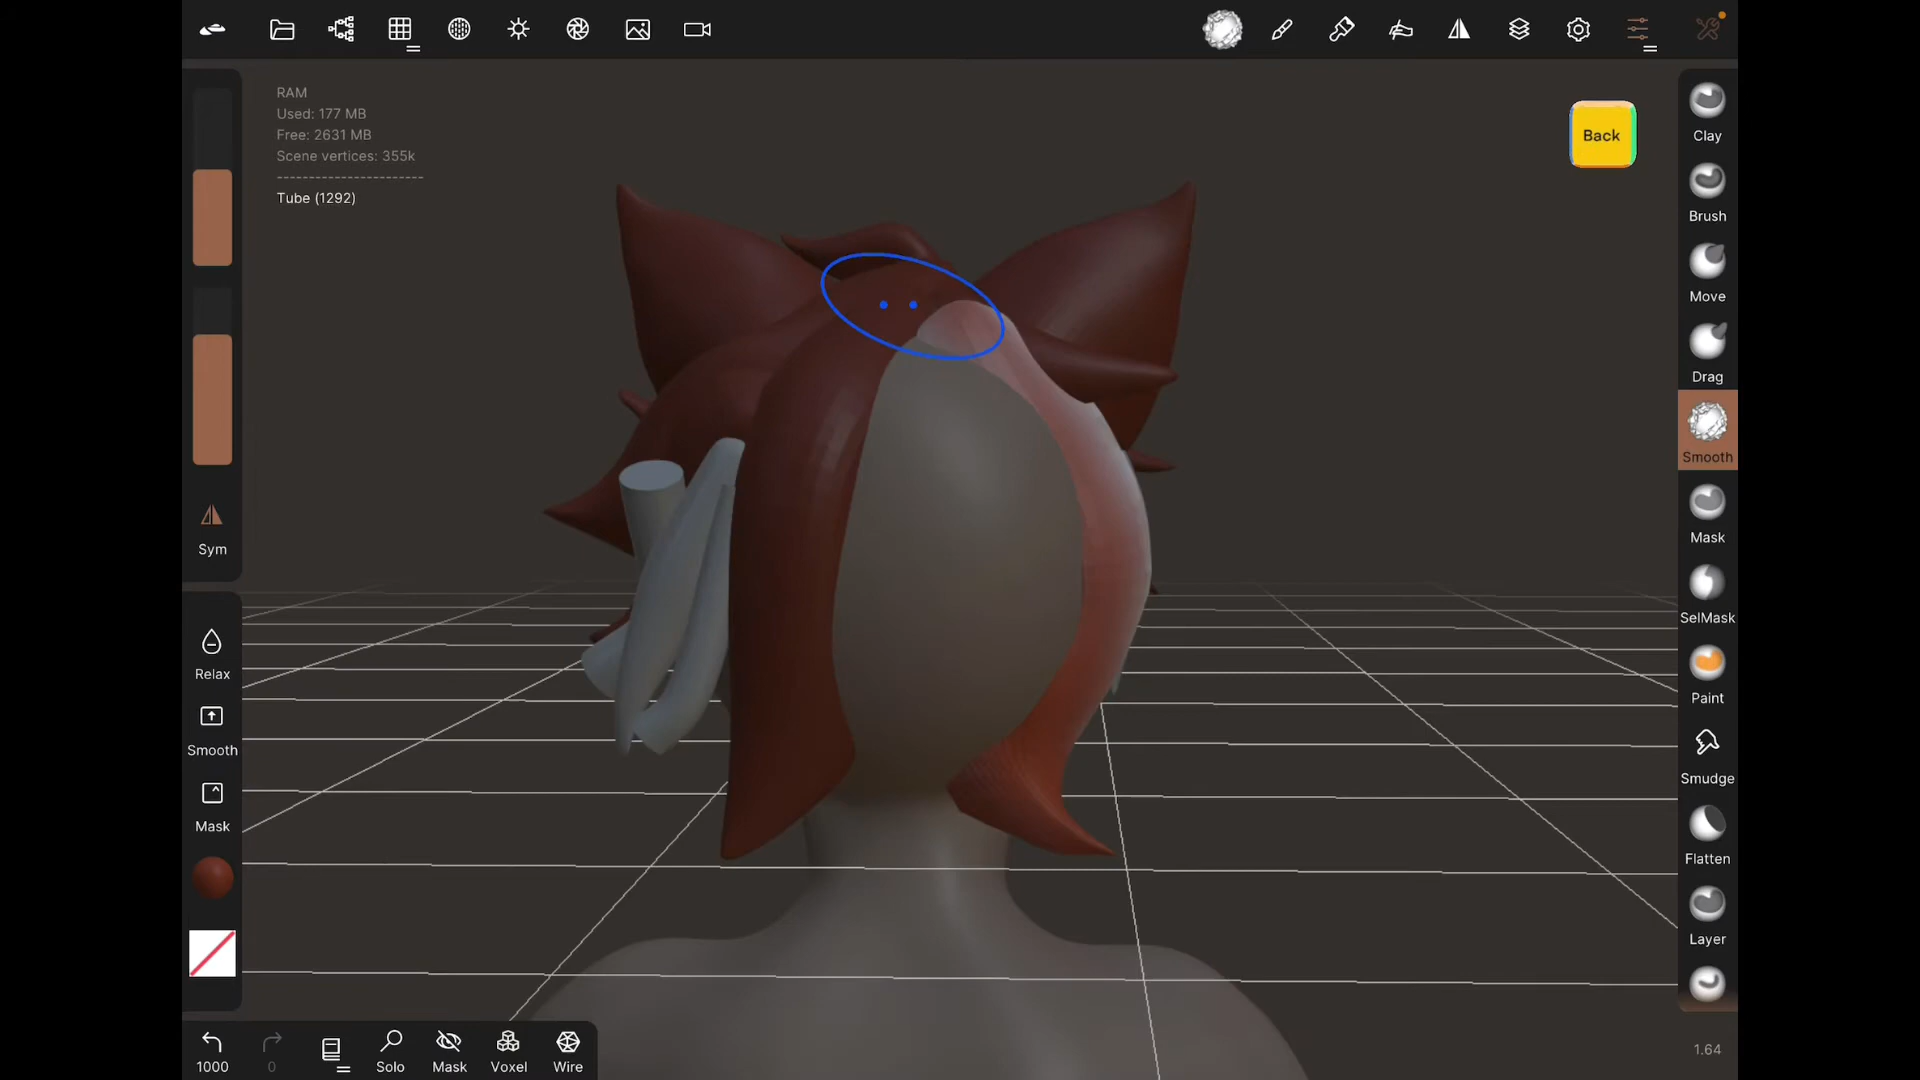 RAM
Used: 177 MB
Free: 2631 MB
Scene vertices: 355k
------------------------
Tube (1292)
Back
Clay
Brush
Move
Drag
Smooth
Mask
SelMask
Paint
Smudge
Flatten
Layer
Sym
Relax
Smooth
Mask
1000
0
Solo
Mask
Voxel
Wire
1.64